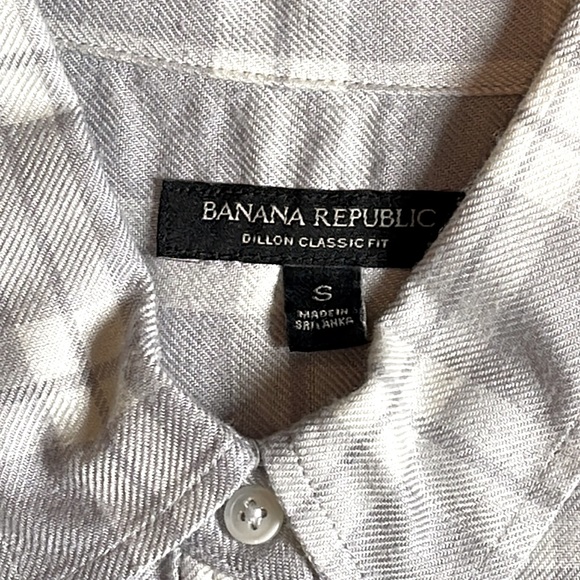 BANANA REPUBLIC
DILLON CLASSIC FIT
S
MADE IN
SRI LANKA